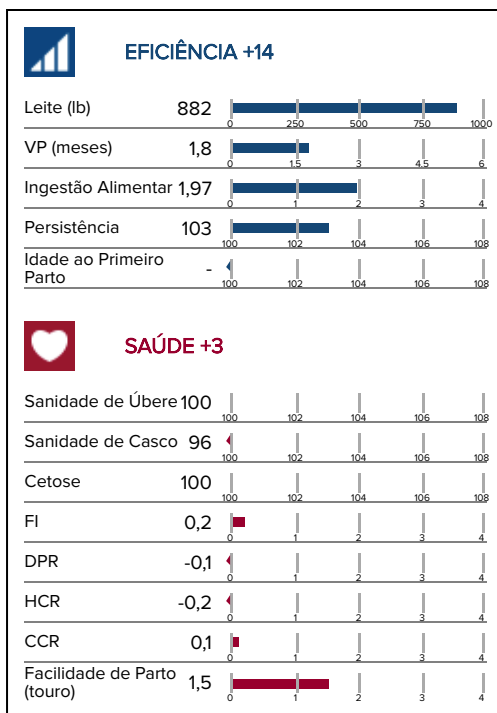 EFICIÊNCIA +14
Leite (lb) 882
0 250 500 750 1000
VP (meses) 1,8
0 1.5 3 4.5 6
Ingestão Alimentar 1,97
0 1 2 3 4
Persistência 103
100 102 104 106 108
Idade ao Primeiro
Parto -
100 102 104 106 108
SAÚDE +3
Sanidade de Úbere 100
100 102 104 106 108
Sanidade de Casco 96
100 102 104 106 108
Cetose 100
100 102 104 106 108
FI 0,2
0 1 2 3 4
DPR -0,1
0 1 2 3 4
HCR -0,2
0 1 2 3 4
CCR 0,1
0 1 2 3 4
Facilidade de Parto
(touro) 1,5
0 1 2 3 4